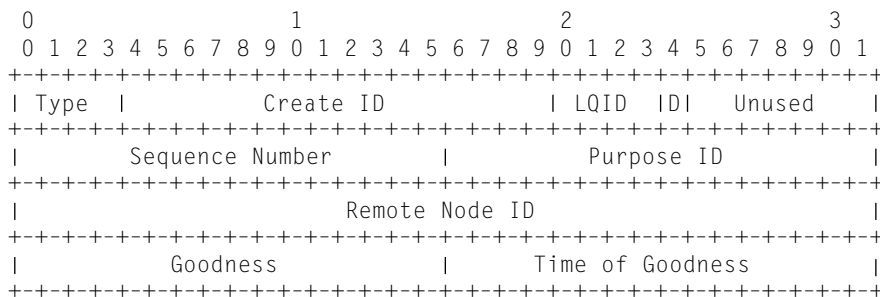 0                   1                   2                   3
 0 1 2 3 4 5 6 7 8 9 0 1 2 3 4 5 6 7 8 9 0 1 2 3 4 5 6 7 8 9 0 1
+-+-+-+-+-+-+-+-+-+-+-+-+-+-+-+-+-+-+-+-+-+-+-+-+-+-+-+-+-+-+-+-+
| Type  |          Create ID            | LQID  |D|   Unused    |
+-+-+-+-+-+-+-+-+-+-+-+-+-+-+-+-+-+-+-+-+-+-+-+-+-+-+-+-+-+-+-+-+
|        Sequence Number        |          Purpose ID           |
+-+-+-+-+-+-+-+-+-+-+-+-+-+-+-+-+-+-+-+-+-+-+-+-+-+-+-+-+-+-+-+-+
|                        Remote Node ID                         |
+-+-+-+-+-+-+-+-+-+-+-+-+-+-+-+-+-+-+-+-+-+-+-+-+-+-+-+-+-+-+-+-+
|           Goodness            |      Time of Goodness         |
+-+-+-+-+-+-+-+-+-+-+-+-+-+-+-+-+-+-+-+-+-+-+-+-+-+-+-+-+-+-+-+-+